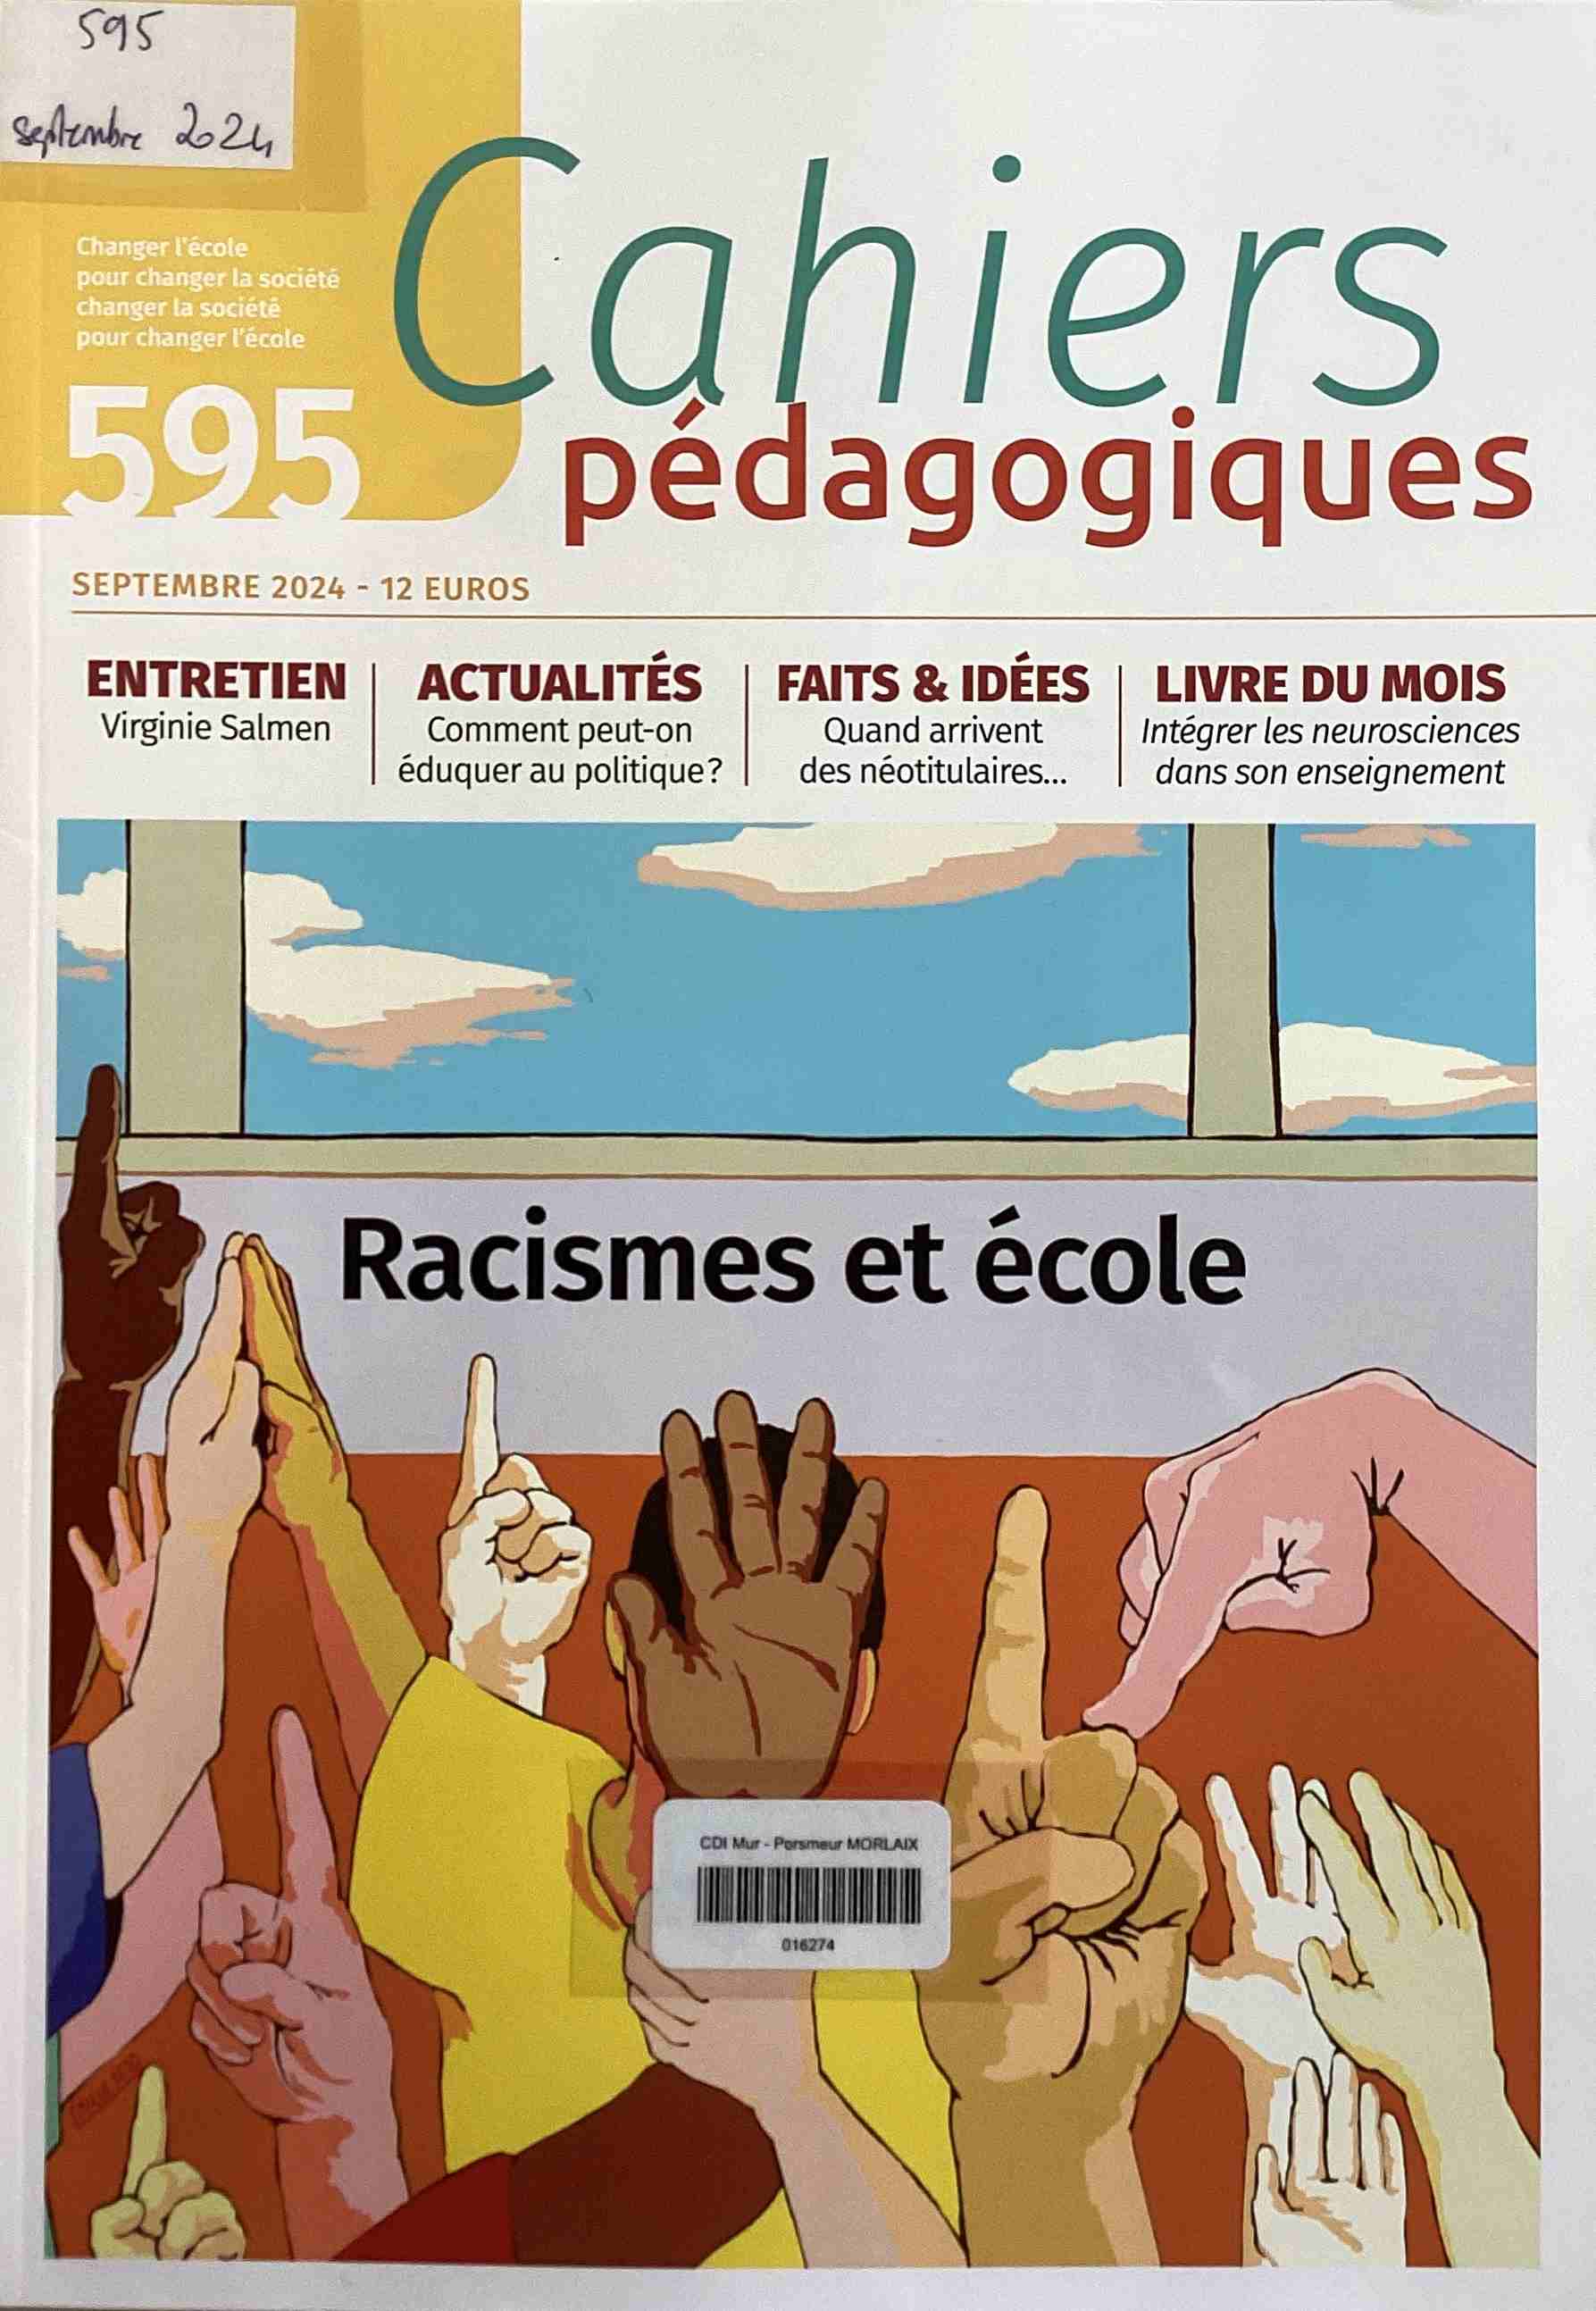 595
septembre 2024
Changer l'école
pour changer la société
changer la société
pour changer l'école
595
Cahiers
pédagogiques
SEPTEMBRE 2024 - 12 EUROS
ENTRETIEN
Virginie Salmen
ACTUALITÉS
Comment peut-on
éduquer au politique?
FAITS & IDÉES
Quand arrivent
des néotitulaires...
LIVRE DU MOIS
Intégrer les neurosciences
dans son enseignement
Racismes et école
CDI Mur - Porsmeur MORLAIX
016274